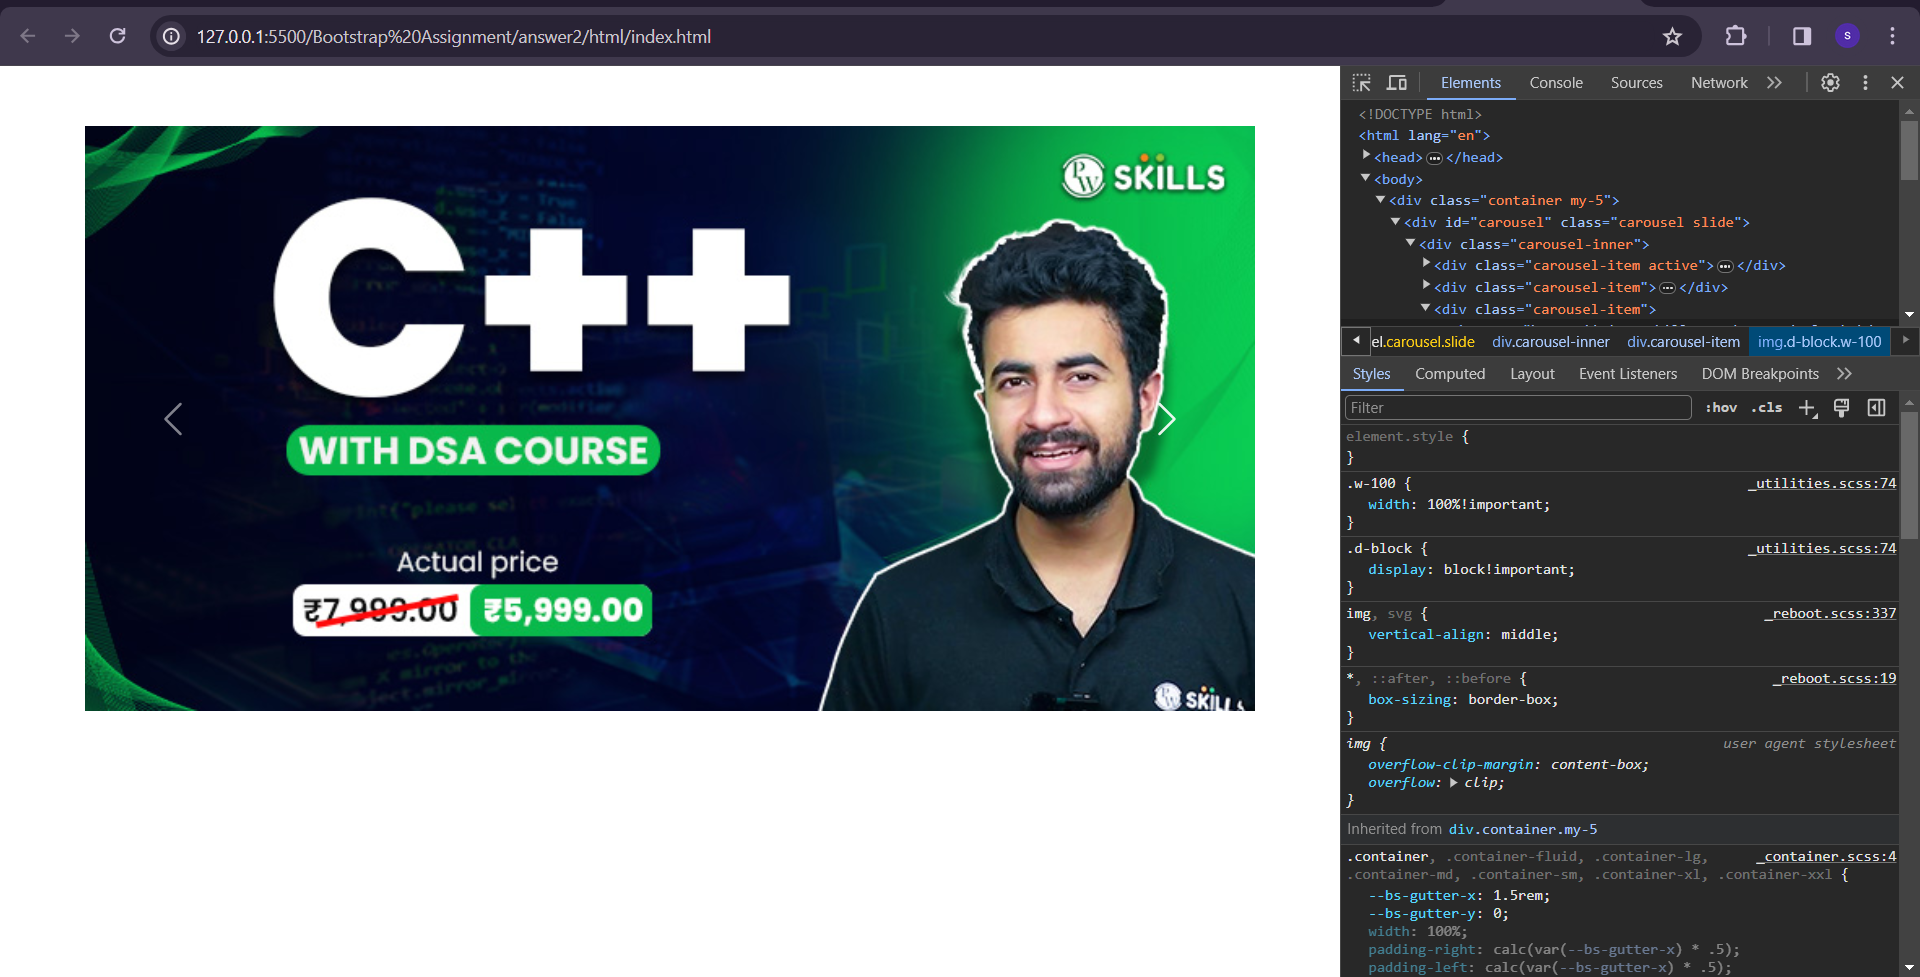 127.0.0.1:5500/Bootstrap%20Assignment/answer2/html/index.html
S
PW SKILLS
C++
WITH DSA COURSE
Actual price
₹7,999.00 ₹5,999.00
PW SKILLS
Elements Console Sources Network
<!DOCTYPE html>
<html lang="en">
<head> ••• </head>
<body>
<div class="container my-5">
<div id="carousel" class="carousel slide">
<div class="carousel-inner">
<div class="carousel-item active"> ••• </div>
<div class="carousel-item"> ••• </div>
<div class="carousel-item">
el.carousel.slide div.carousel-inner div.carousel-item img.d-block.w-100
Styles Computed Layout Event Listeners DOM Breakpoints
Filter :hov .cls
element.style {
}
.w-100 { _utilities.scss:74
width: 100%!important;
}
.d-block { _utilities.scss:74
display: block!important;
}
img, svg { _reboot.scss:337
vertical-align: middle;
}
*, ::after, ::before { _reboot.scss:19
box-sizing: border-box;
}
img { user agent stylesheet
overflow-clip-margin: content-box;
overflow: clip;
}
Inherited from div.container.my-5
.container, .container-fluid, .container-lg, _container.scss:4
.container-md, .container-sm, .container-xl, .container-xxl {
--bs-gutter-x: 1.5rem;
--bs-gutter-y: 0;
width: 100%;
padding-right: calc(var(--bs-gutter-x) * .5);
padding-left: calc(var(--bs-gutter-x) * .5);